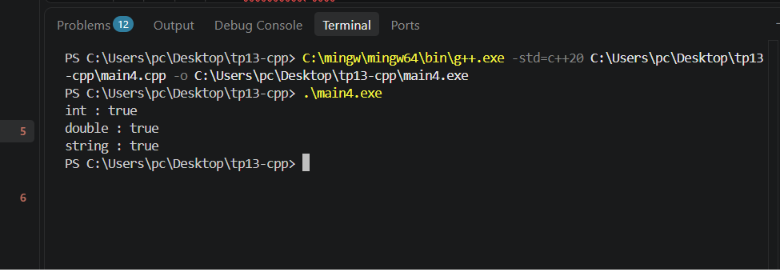 Problems 12 Output Debug Console Terminal Ports
PS C:\Users\pc\Desktop\tp13-cpp> C:\mingw\mingw64\bin\g++.exe -std=c++20 C:\Users\pc\Desktop\tp13
-cpp\main4.cpp -o C:\Users\pc\Desktop\tp13-cpp\main4.exe
PS C:\Users\pc\Desktop\tp13-cpp> .\main4.exe
int : true
5
double : true
string : true
PS C:\Users\pc\Desktop\tp13-cpp>
6